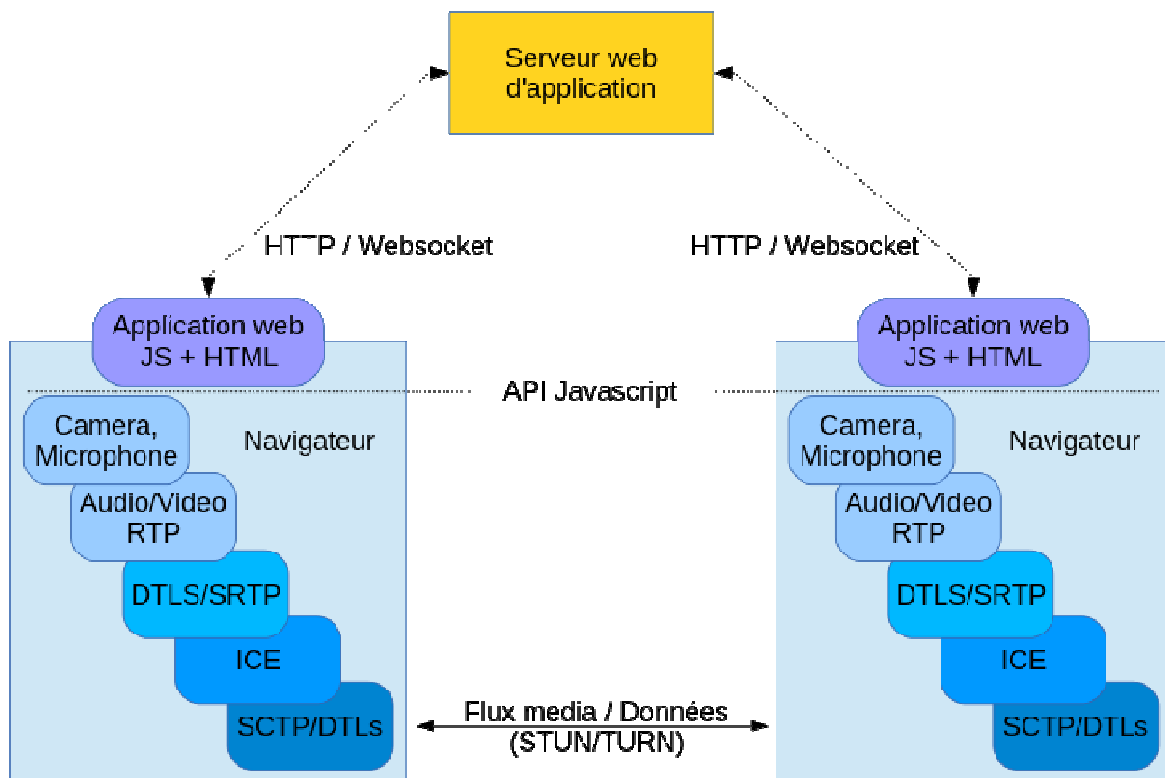 Serveur web
d'application
HTTP / Websocket
HTTP / Websocket
Application web
JS + HTML
Application web
JS + HTML
API Javascript
Camera,
Microphone
Navigateur
Camera,
Microphone
Navigateur
Audio/Video
RTP
Audio/Video
RTP
DTLS/SRTP
DTLS/SRTP
ICE
ICE
SCTP/DTLs
Flux media / Données
(STUN/TURN)
SCTP/DTLs